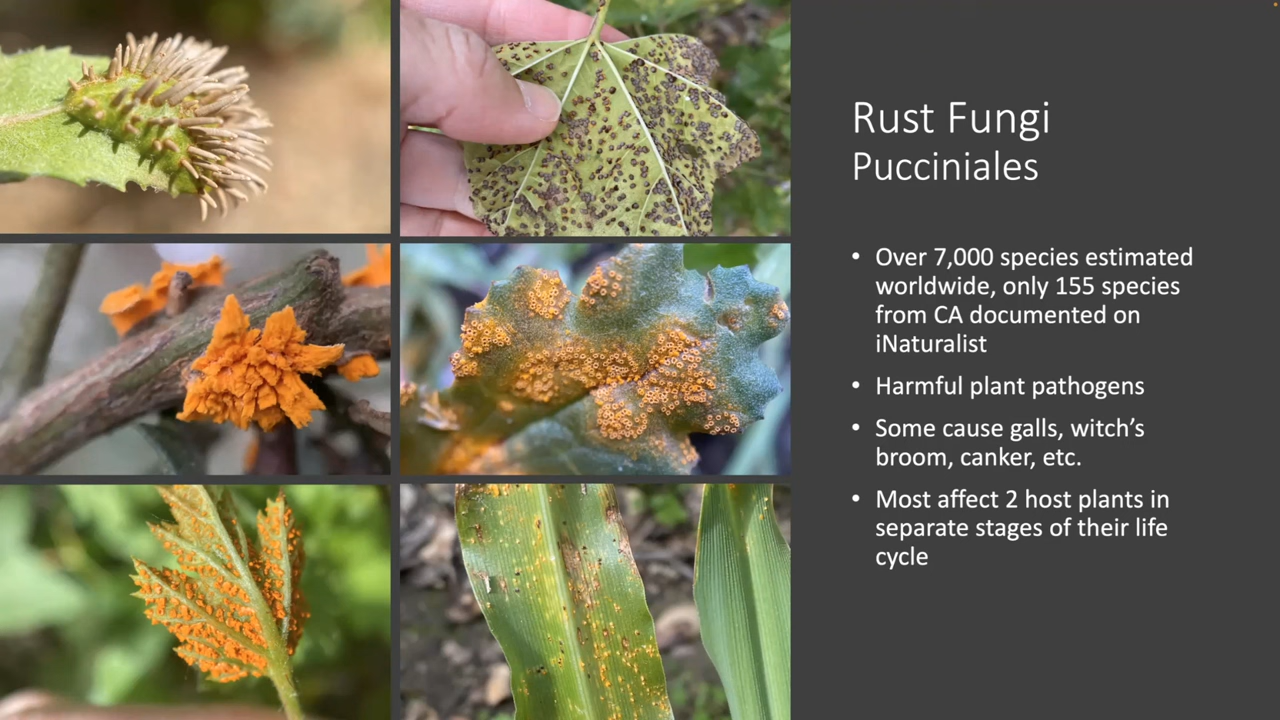 Rust Fungi
Pucciniales
• Over 7,000 species estimated
worldwide, only 155 species
from CA documented on
iNaturalist
• Harmful plant pathogens
• Some cause galls, witch’s
broom, canker, etc.
• Most affect 2 host plants in
separate stages of their life
cycle